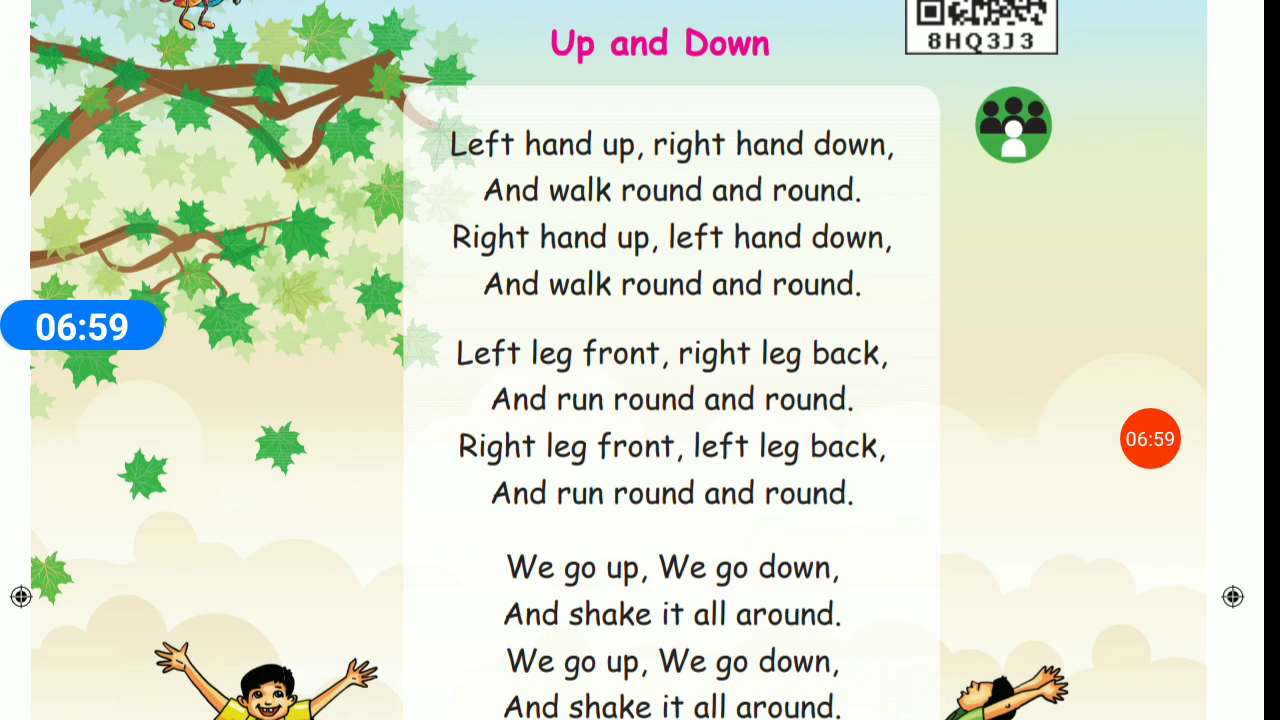 Up and Down
8HQ3J3
Left hand up, right hand down,
And walk round and round.
Right hand up, left hand down,
And walk round and round.
06:59
Left leg front, right leg back,
And run round and round.
06:59
Right leg front, left leg back,
And run round and round.
We go up, We go down,
And shake it all around.
We go up, We go down,
And shake it all around.